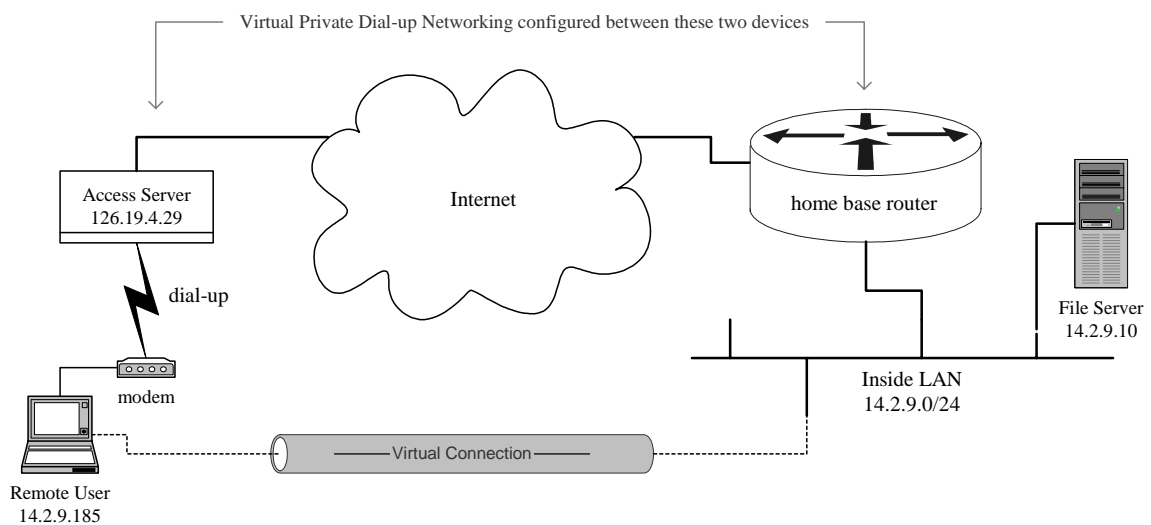 Virtual Private Dial-up Networking configured between these two devices
Access Server
126.19.4.29
Internet
home base router
dial-up
File Server
14.2.9.10
modem
Inside LAN
14.2.9.0/24
Virtual Connection
Remote User
14.2.9.185